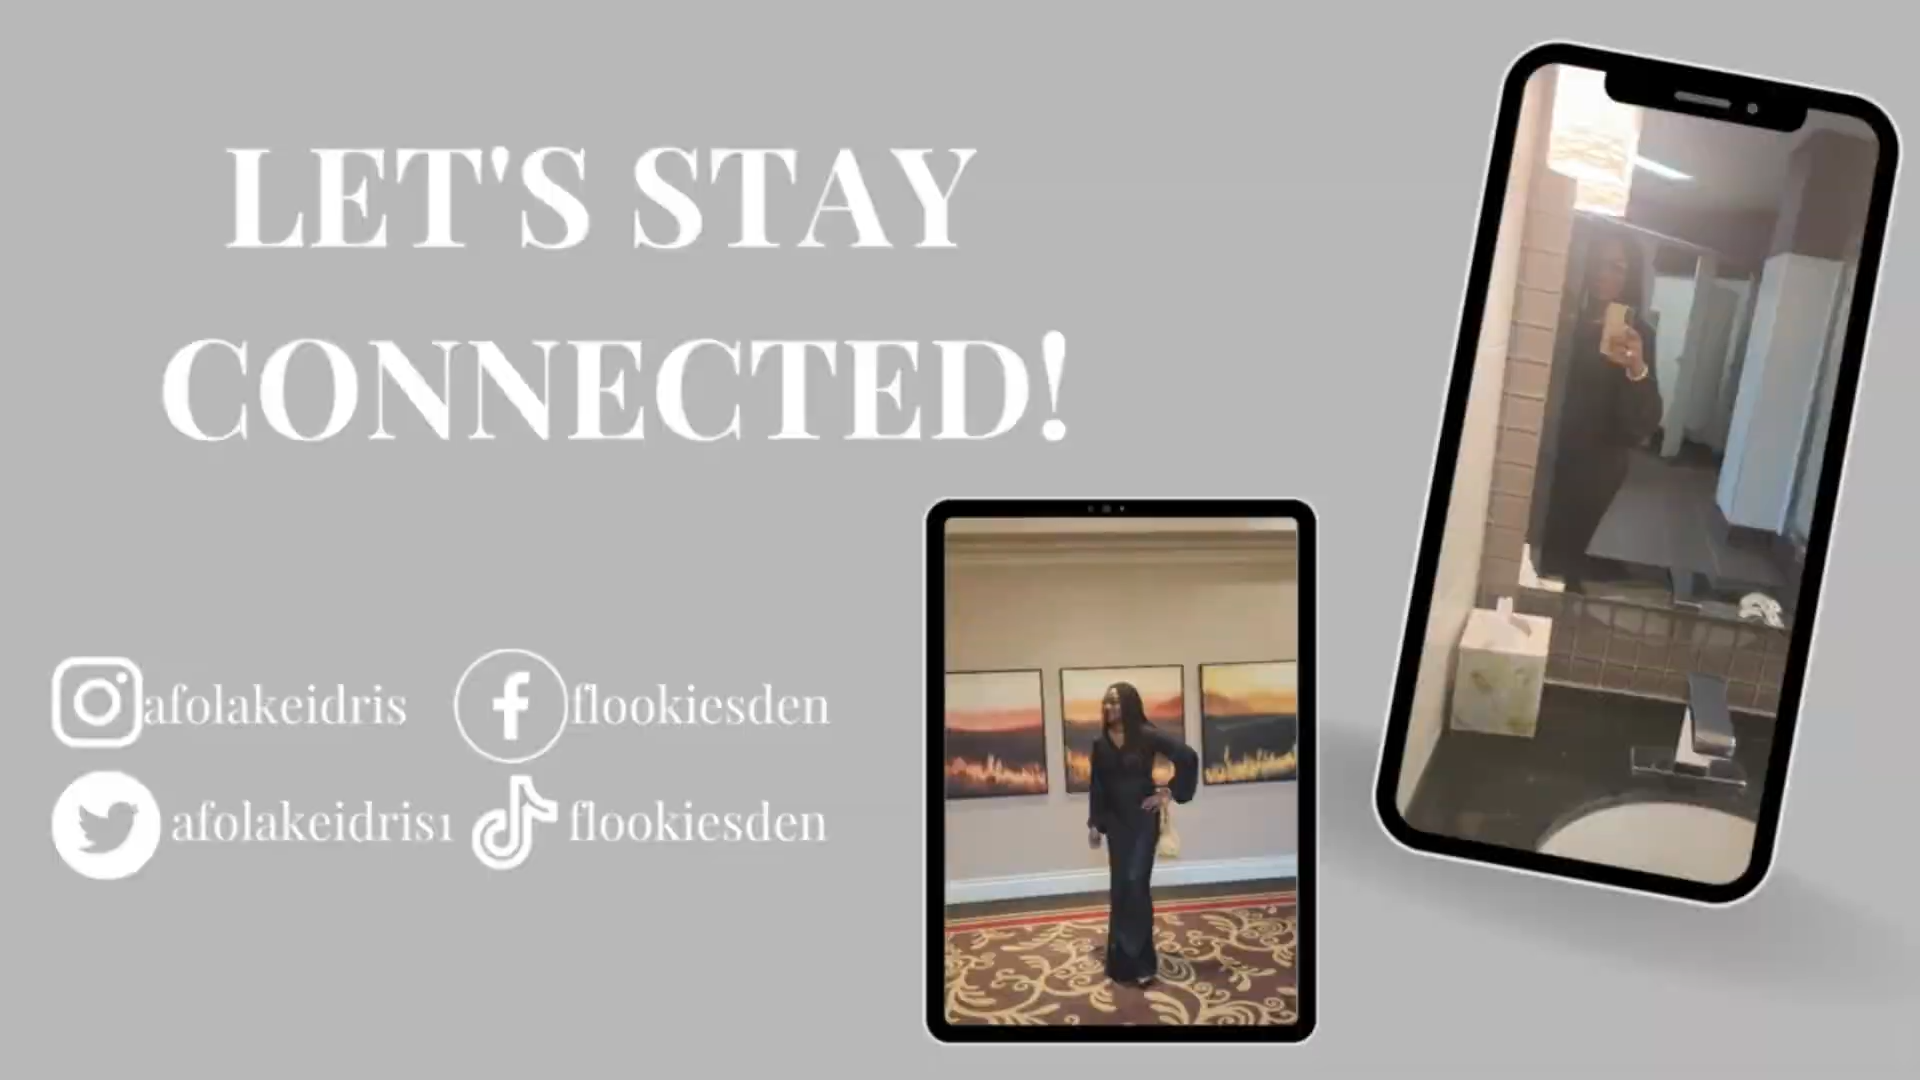 LET'S STAY
CONNECTED!
afolakeidris
flookiesden
afolakeidris1
flookiesden